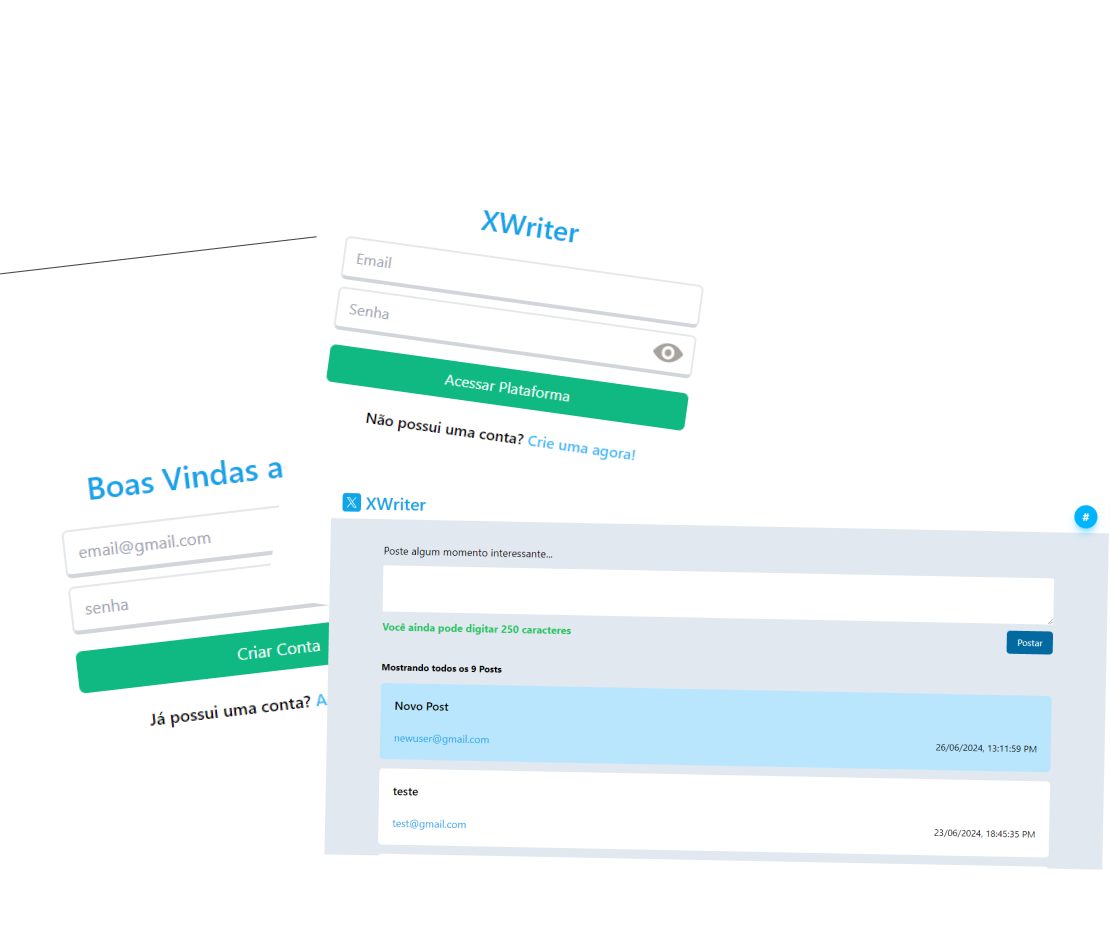 XWriter
Email
Senha
Acessar Plataforma
Não possui uma conta? Crie uma agora!
Boas Vindas a
email@gmail.com
senha
Criar Conta
Já possui uma conta? A
𝕏 XWriter
#
Poste algum momento interessante...
Você ainda pode digitar 250 caracteres
Postar
Mostrando todos os 9 Posts
Novo Post
newuser@gmail.com
26/06/2024, 13:11:59 PM
teste
test@gmail.com
23/06/2024, 18:45:35 PM